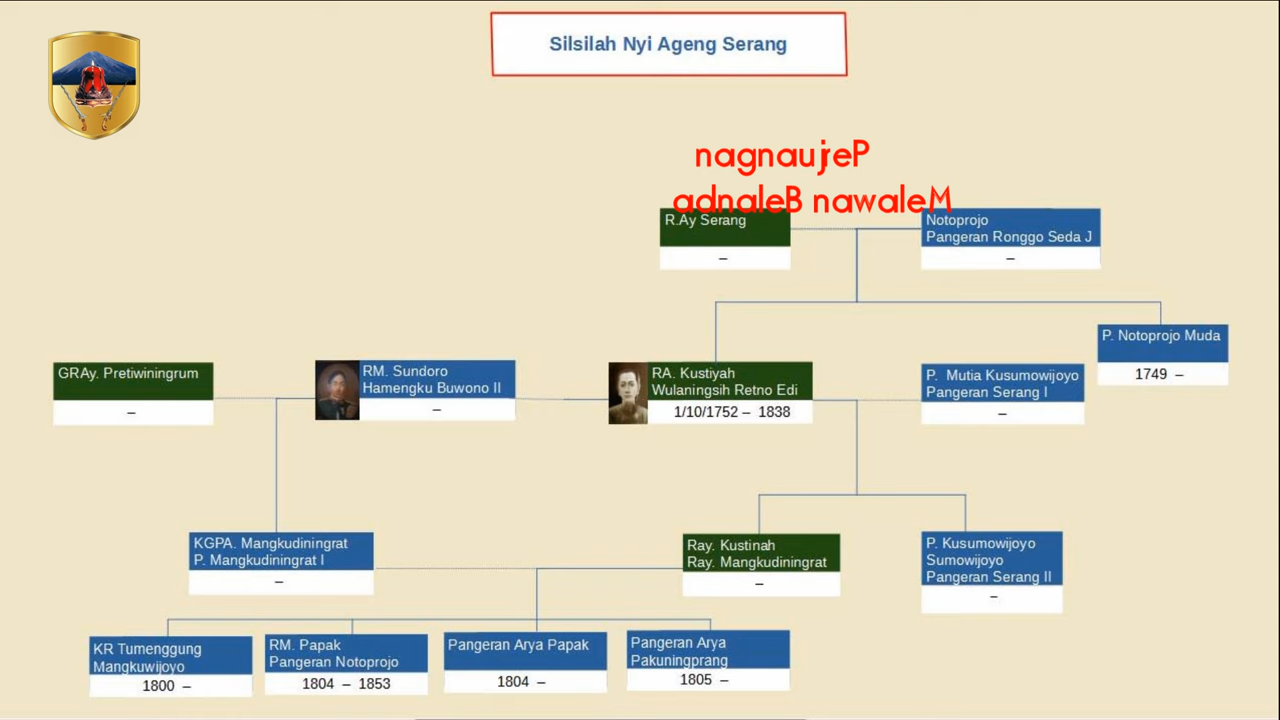 Silsilah Nyi Ageng Serang
nagnaujreP
adnaleB nawaleM
R.Ay Serang
–
Notoprojo
Pangeran Ronggo Seda J
–
P. Notoprojo Muda
1749 –
GRAy. Pretiwiningrum
–
RM. Sundoro
Hamengku Buwono II
–
RA. Kustiyah
Wulaningsih Retno Edi
1/10/1752 – 1838
P. Mutia Kusumowijoyo
Pangeran Serang I
–
KGPA. Mangkudiningrat
P. Mangkudiningrat I
–
Ray. Kustinah
Ray. Mangkudiningrat
–
P. Kusumowijoyo
Sumowijoyo
Pangeran Serang II
–
KR Tumenggung
Mangkuwijoyo
1800 –
RM. Papak
Pangeran Notoprojo
1804 – 1853
Pangeran Arya Papak
1804 –
Pangeran Arya
Pakuningprang
1805 –